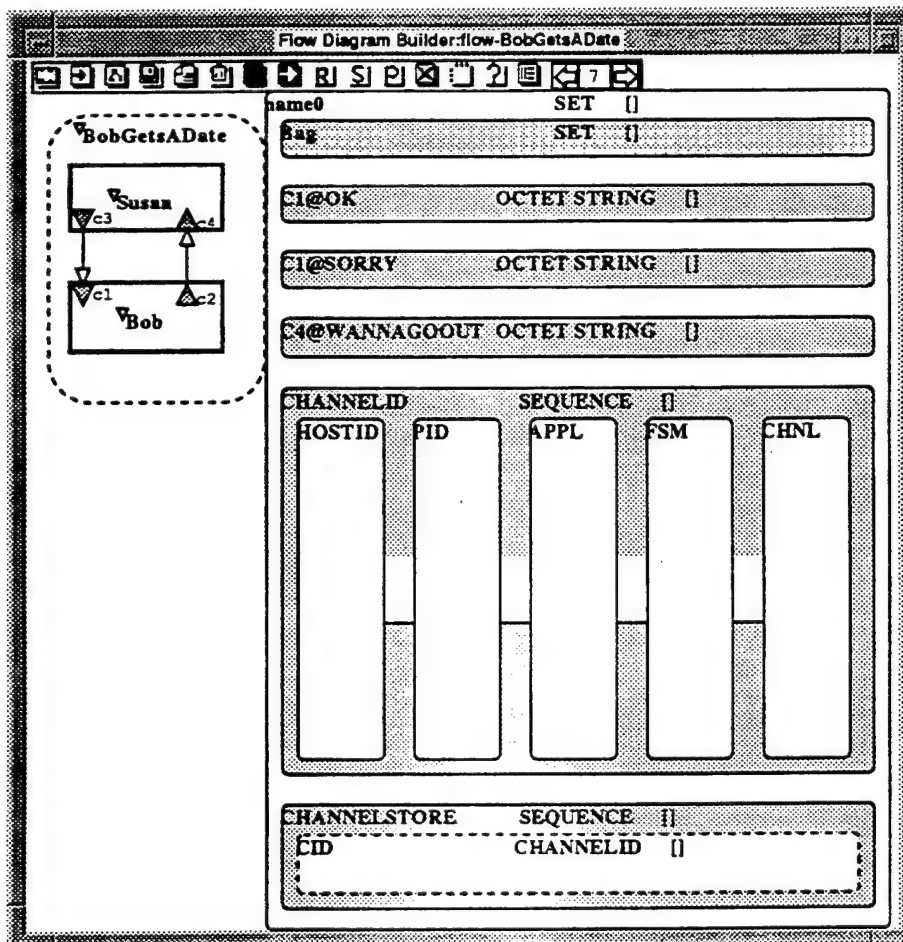 Flow Diagram Builder:flow-BobGetsADate
R S P ? 7
BobGetsADate
Susan
c3 c4
c1 c2
Bob
name0 SET []
Bag SET []
C1@OK OCTET STRING []
C1@SORRY OCTET STRING []
C4@WANNAGOOUT OCTET STRING []
CHANNELID SEQUENCE []
HOSTID PID APPL FSM CHNL
CHANNELSTORE SEQUENCE []
CID CHANNELID []